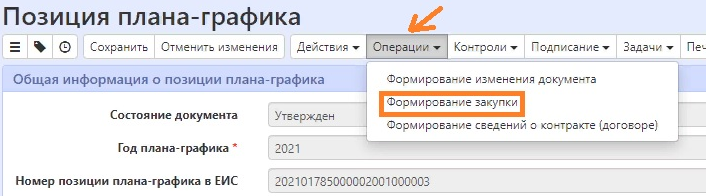 Позиция плана-графика
Сохранить Отменить изменения Действия Операции Контроли Подписание Задачи Печ
Общая информация о позиции плана-графика
Формирование изменения документа
Формирование закупки
Формирование сведений о контракте (договоре)
Состояние документа Утвержден
Год плана-графика * 2021
Номер позиции плана-графика в ЕИС 202101785000002001000003